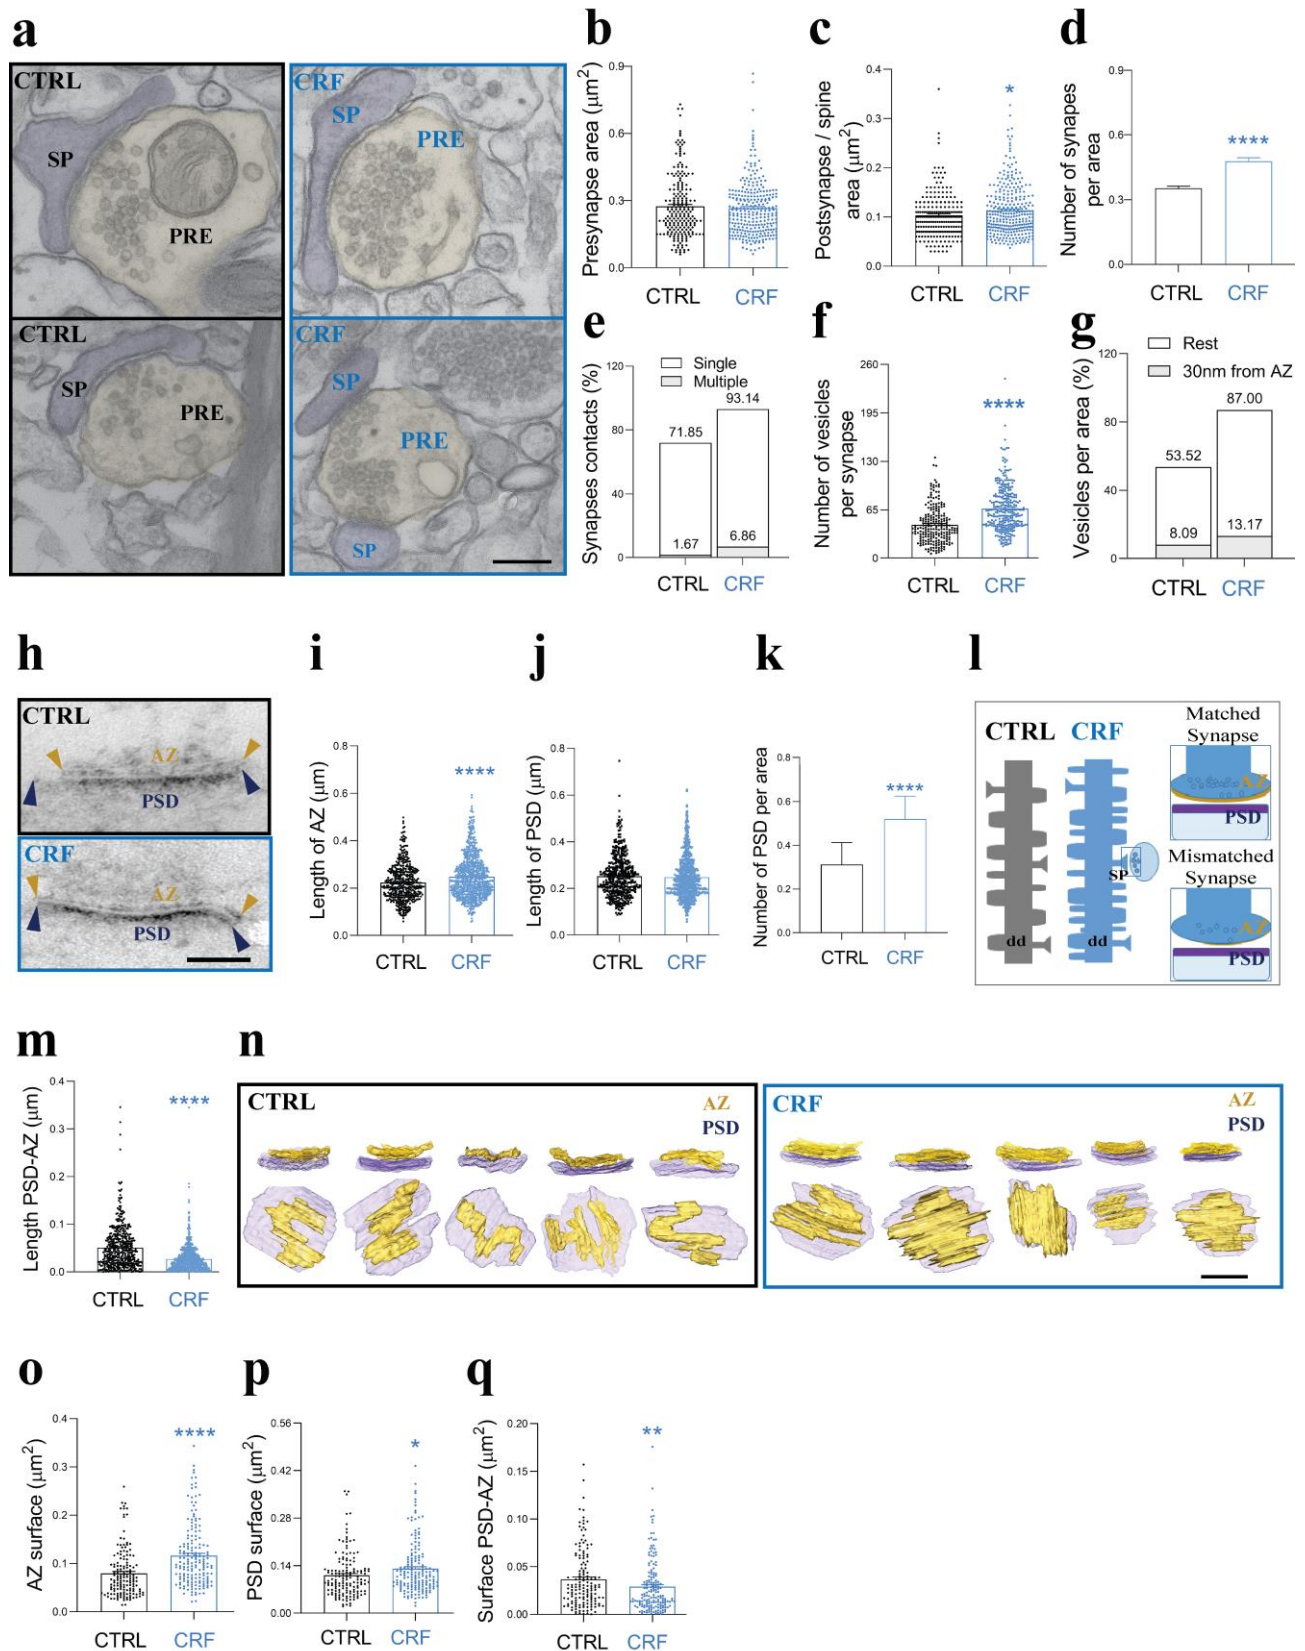 a
CTRL
SP
PRE
CRF
SP
PRE
CTRL
SP
PRE
CRF
SP
PRE
SP
b
Presynapse area (μm²)
0.9
0.6
0.3
0.0
CTRL
CRF
c
Postsynapse / spine
area (μm²)
0.4
0.3
0.2
0.1
0.0
*
CTRL
CRF
d
Number of synapes
per area
0.9
0.6
0.3
0.0
****
CTRL
CRF
e
Synapses contacts (%)
120
80
40
0
Single
Multiple
93.14
71.85
1.67
6.86
CTRL
CRF
f
Number of vesicles
per synapse
260
195
130
65
0
****
CTRL
CRF
g
Vesicles per area (%)
Rest
30nm from AZ
120
80
40
0
87.00
53.52
8.09
13.17
CTRL
CRF
h
CTRL
AZ
PSD
CRF
AZ
PSD
i
Length of AZ (μm)
0.8
0.6
0.4
0.2
0.0
****
CTRL
CRF
j
Length of PSD (μm)
0.8
0.6
0.4
0.2
0.0
CTRL
CRF
k
Number of PSD per area
0.8
0.6
0.4
0.2
0.0
****
CTRL
CRF
l
CTRL
CRF
dd
dd
SP
Matched
Synapse
AZ
PSD
Mismatched
Synapse
AZ
PSD
m
Length PSD-AZ (μm)
0.4
0.3
0.2
0.1
0.0
****
CTRL
CRF
n
CTRL
AZ
PSD
CRF
AZ
PSD
o
AZ surface (μm²)
0.4
0.3
0.2
0.1
0.0
****
CTRL
CRF
p
PSD surface (μm²)
0.56
0.42
0.28
0.14
0.00
*
CTRL
CRF
q
Surface PSD-AZ (μm²)
0.20
0.15
0.10
0.05
0.00
**
CTRL
CRF